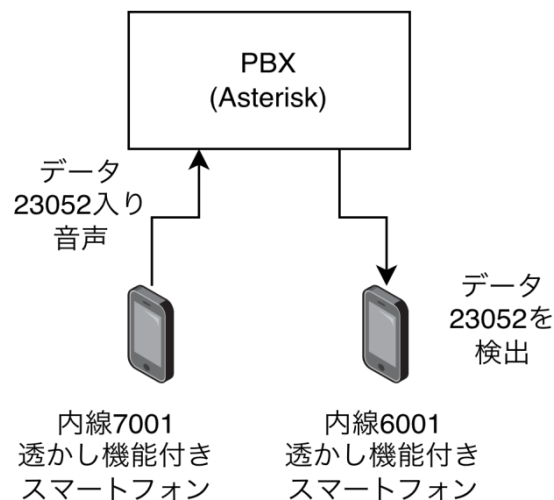 PBX
(Asterisk)
データ
23052入り
音声
データ
23052を
検出
内線7001
透かし機能付き
スマートフォン
内線6001
透かし機能付き
スマートフォン